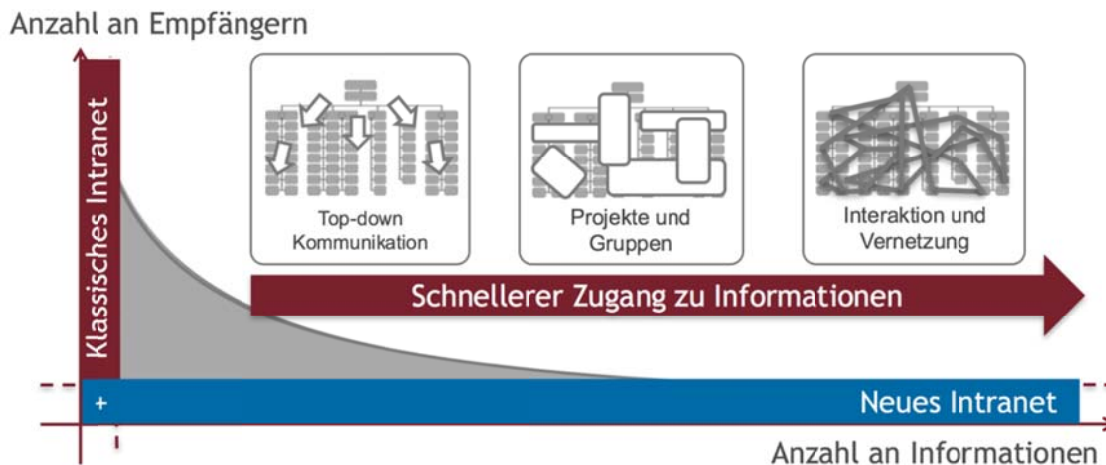 Anzahl an Empfängern
Klassisches Intranet
Top-down
Kommunikation
Projekte und
Gruppen
Interaktion und
Vernetzung
Schnellerer Zugang zu Informationen
+
Neues Intranet
Anzahl an Informationen